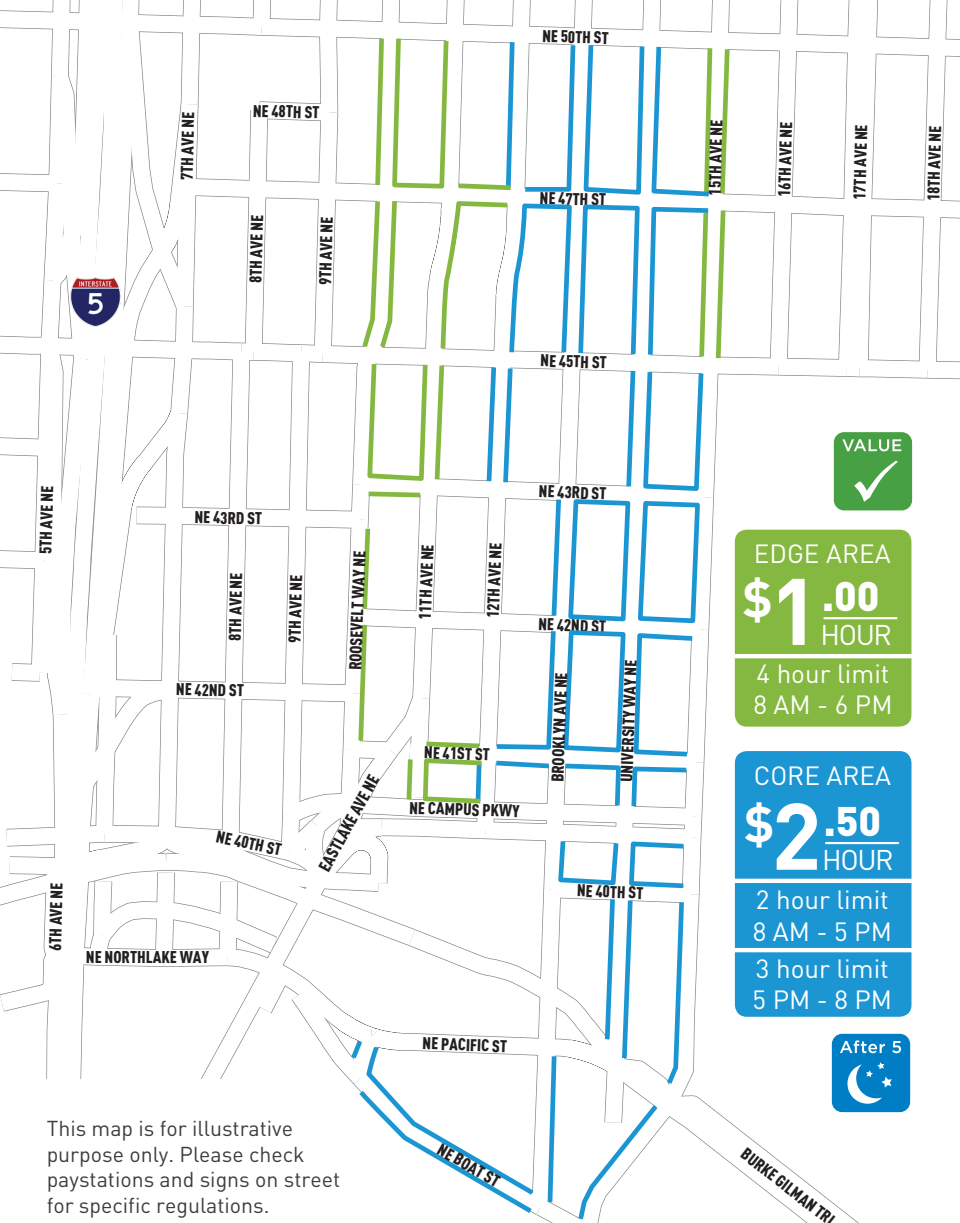 NE 50TH ST
NE 48TH ST
7TH AVE NE
15TH AVE NE
16TH AVE NE
17TH AVE NE
18TH AVE NE
NE 47TH ST
8TH AVE NE
9TH AVE NE
INTERSTATE
5
NE 45TH ST
VALUE
5TH AVE NE
NE 43RD ST
NE 43RD ST
EDGE AREA
$1.00
HOUR
4 hour limit
8 AM - 6 PM
8TH AVE NE
9TH AVE NE
ROOSEVELT WAY NE
11TH AVE NE
12TH AVE NE
NE 42ND ST
NE 42ND ST
BROOKLYN AVE NE
UNIVERSITY WAY NE
NE 41ST ST
CORE AREA
$2.50
HOUR
2 hour limit
8 AM - 5 PM
3 hour limit
5 PM - 8 PM
NE CAMPUS PKWY
EASTLAKE AVE NE
NE 40TH ST
NE 40TH ST
6TH AVE NE
NE NORTHLAKE WAY
NE PACIFIC ST
After 5
NE BOAT ST
BURKE GILMAN TRL
This map is for illustrative
purpose only. Please check
paystations and signs on street
for specific regulations.